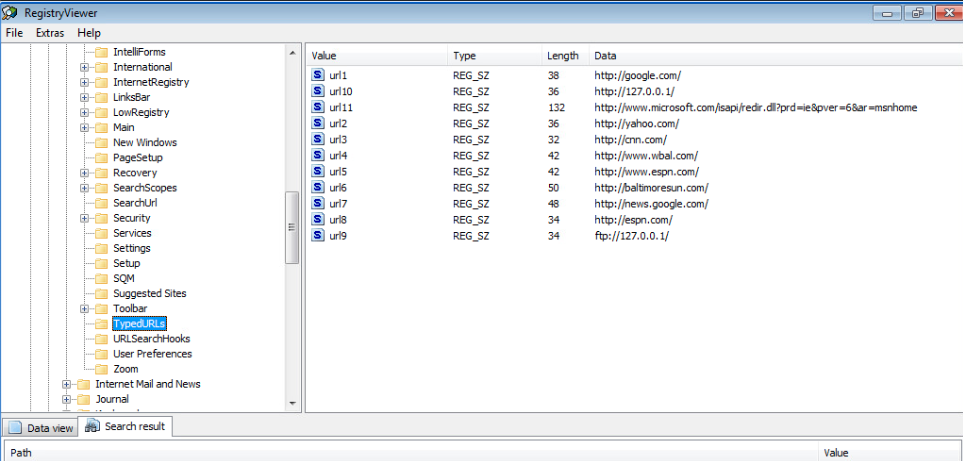 RegistryViewer
File Extras Help
IntelliForms
International
InternetRegistry
LinksBar
LowRegistry
Main
New Windows
PageSetup
Recovery
SearchScopes
SearchUrl
Security
Services
Settings
Setup
SQM
Suggested Sites
Toolbar
TypedURLs
URLSearchHooks
User Preferences
Zoom
Internet Mail and News
Journal
Value Type Length Data
url1 REG_SZ 38 http://google.com/
url10 REG_SZ 36 http://127.0.0.1/
url11 REG_SZ 132 http://www.microsoft.com/isapi/redir.dll?prd=ie&pver=6&ar=msnhome
url2 REG_SZ 36 http://yahoo.com/
url3 REG_SZ 32 http://cnn.com/
url4 REG_SZ 42 http://www.wbal.com/
url5 REG_SZ 42 http://www.espn.com/
url6 REG_SZ 50 http://baltimoresun.com/
url7 REG_SZ 48 http://news.google.com/
url8 REG_SZ 34 http://espn.com/
url9 REG_SZ 34 ftp://127.0.0.1/
Data view Search result
Path Value